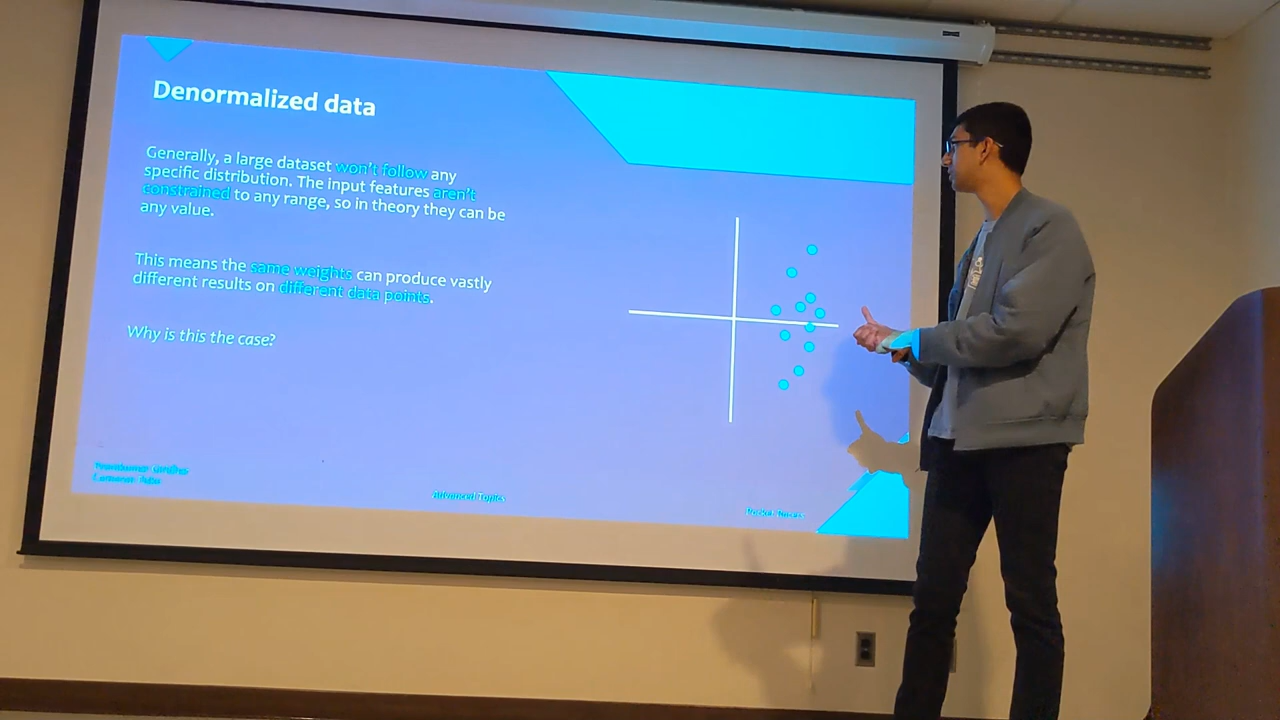 Denormalized data
Generally, a large dataset won't follow any
specific distribution. The input features aren't
constrained to any range, so in theory they can be
any value.
This means the same weights can produce vastly
different results on different data points.
Why is this the case?
Advanced Topics